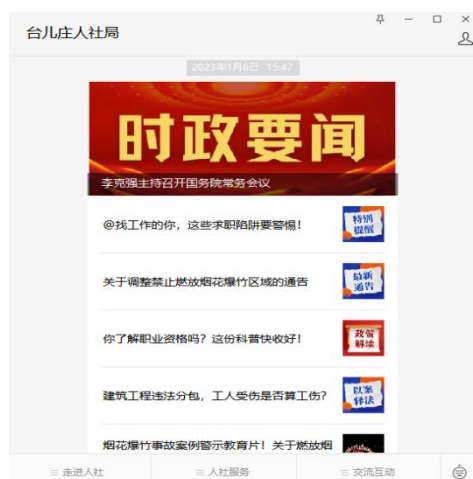 台儿庄人社局
2023年1月6日 15:47
时政要闻
李克强主持召开国务院常务会议
@找工作的你，这些求职陷阱要警惕！
特别
提醒
关于调整禁止燃放烟花爆竹区域的通告
最新
通告
你了解职业资格吗？这份科普快收好！
政策
解读
建筑工程违法分包，工人受伤是否算工伤？
以案
释法
烟花爆竹事故案例警示教育片！关于燃放烟
走进人社
人社服务
交流互动